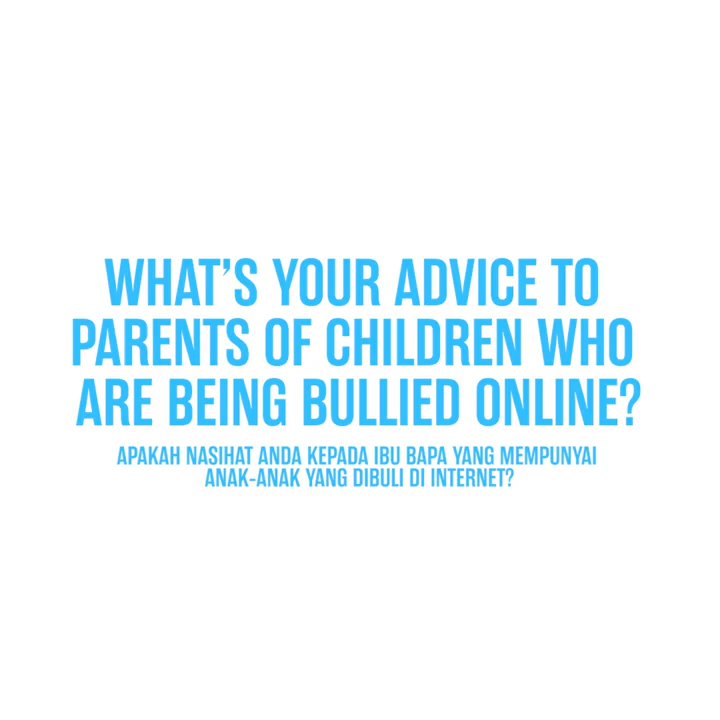 WHAT'S YOUR ADVICE TO
PARENTS OF CHILDREN WHO
ARE BEING BULLIED ONLINE?
APAKAH NASIHAT ANDA KEPADA IBU BAPA YANG MEMPUNYAI
ANAK-ANAK YANG DIBULI DI INTERNET?